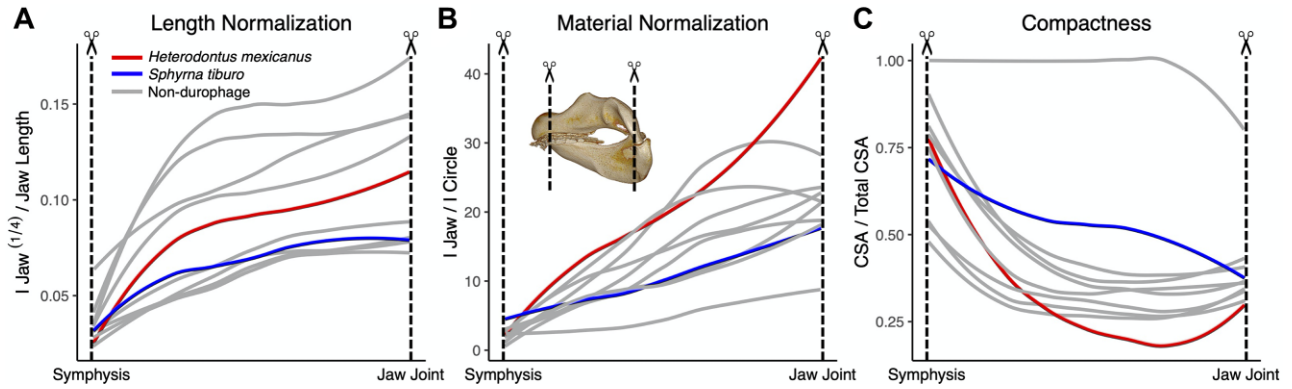 A
Length Normalization
Heterodontus mexicanus
Sphyrna tiburo
Non-durophage
I Jaw (1/4) / Jaw Length
0.15
0.10
0.05
Symphysis
Jaw Joint
B
Material Normalization
I Jaw / I Circle
40
30
20
10
0
Symphysis
Jaw Joint
C
Compactness
CSA / Total CSA
1.00
0.75
0.50
0.25
Symphysis
Jaw Joint